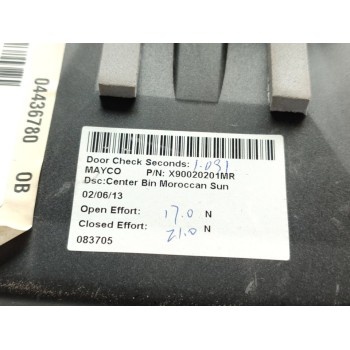 04436780 0B
Door Check Seconds: 1.031
MAYCO P/N: X90020201MR
Dsc:Center Bin Moroccan Sun
02/06/13
Open Effort: 17.0 N
Closed Effort: 21.0 N
083705